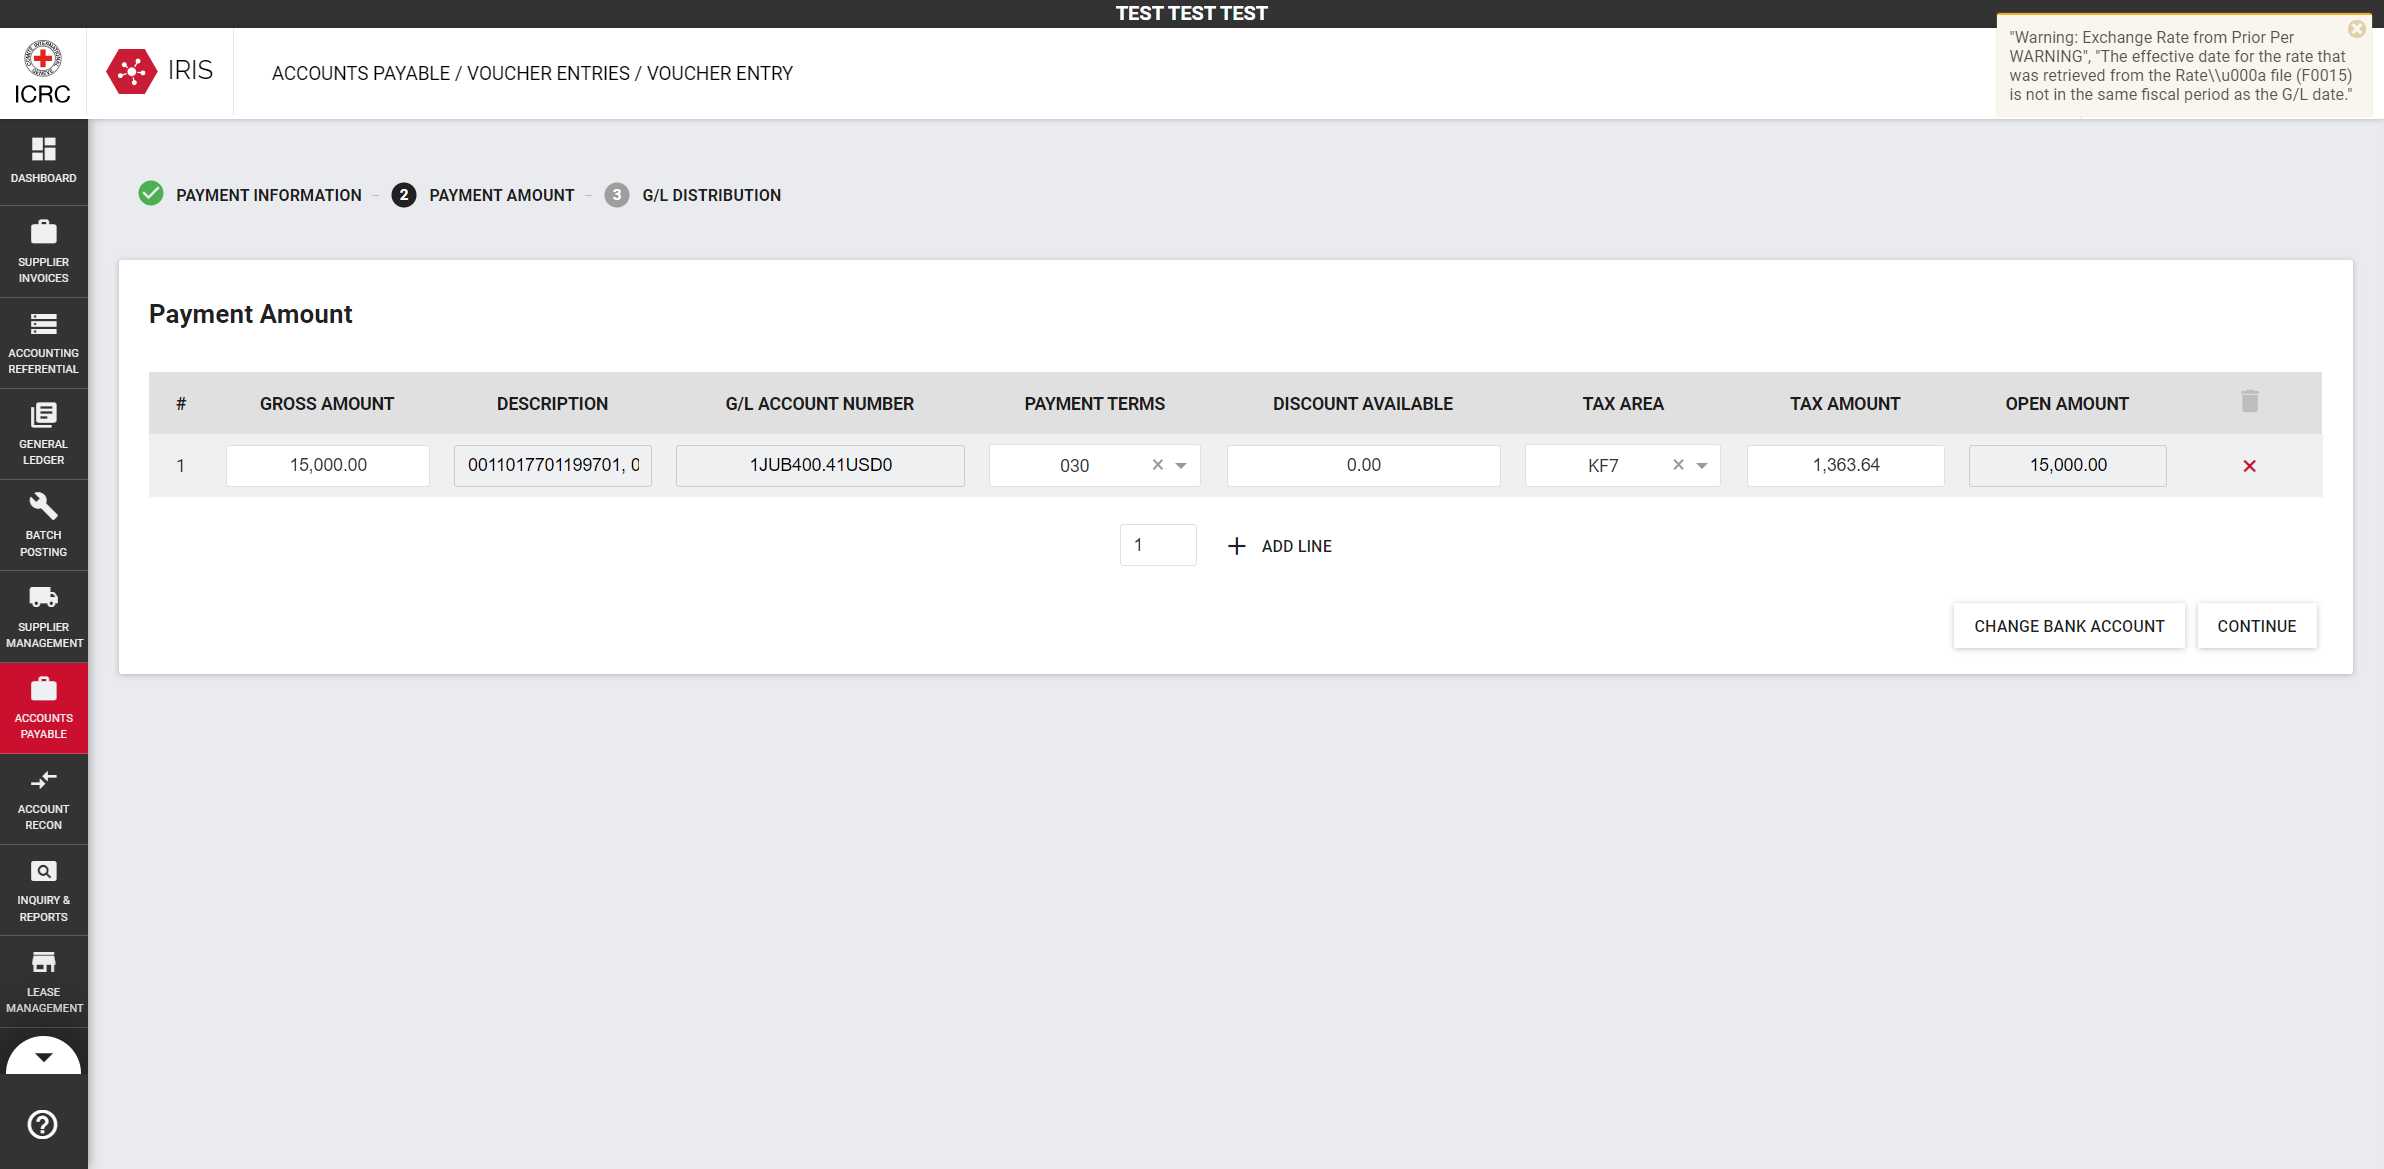 TEST TEST TEST
ICRC
IRIS
ACCOUNTS PAYABLE / VOUCHER ENTRIES / VOUCHER ENTRY
"Warning: Exchange Rate from Prior Per
WARNING", "The effective date for the rate that
was retrieved from the Rate\\u000a file (F0015)
is not in the same fiscal period as the G/L date."
DASHBOARD
SUPPLIER
INVOICES
ACCOUNTING
REFERENTIAL
GENERAL
LEDGER
BATCH
POSTING
SUPPLIER
MANAGEMENT
ACCOUNTS
PAYABLE
ACCOUNT
RECON
INQUIRY &
REPORTS
LEASE
MANAGEMENT
PAYMENT INFORMATION – 2 PAYMENT AMOUNT – 3 G/L DISTRIBUTION
Payment Amount
# GROSS AMOUNT DESCRIPTION G/L ACCOUNT NUMBER PAYMENT TERMS DISCOUNT AVAILABLE TAX AREA TAX AMOUNT OPEN AMOUNT
1 15,000.00 0011017701199701, 0 1JUB400.41USD0 030 0.00 KF7 1,363.64 15,000.00
1 ADD LINE
CHANGE BANK ACCOUNT CONTINUE